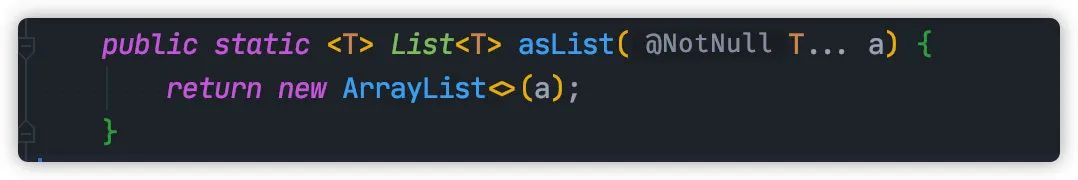 public static <T> List<T> asList( @NotNull T... a) {
return new ArrayList<>(a);
}